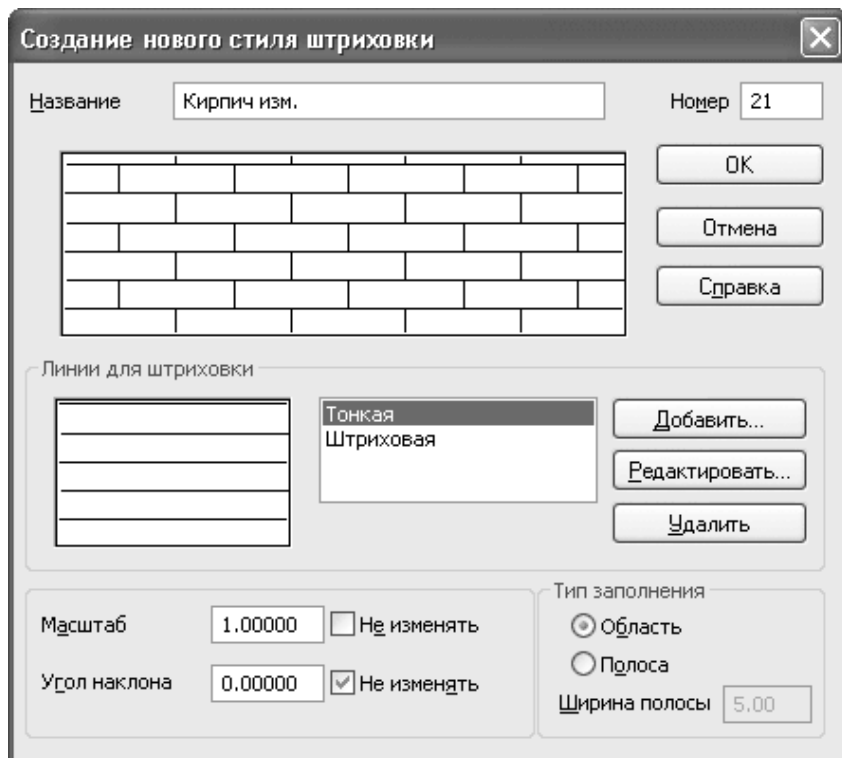 Создание нового стиля штриховки
Название Кирпич изм. Номер 21
OK
Отмена
Справка
Линии для штриховки
Тонкая
Штриховая
Добавить...
Редактировать...
Удалить
Масштаб 1.00000 Не изменять
Угол наклона 0.00000 Не изменять
Тип заполнения
Область
Полоса
Ширина полосы 5.00